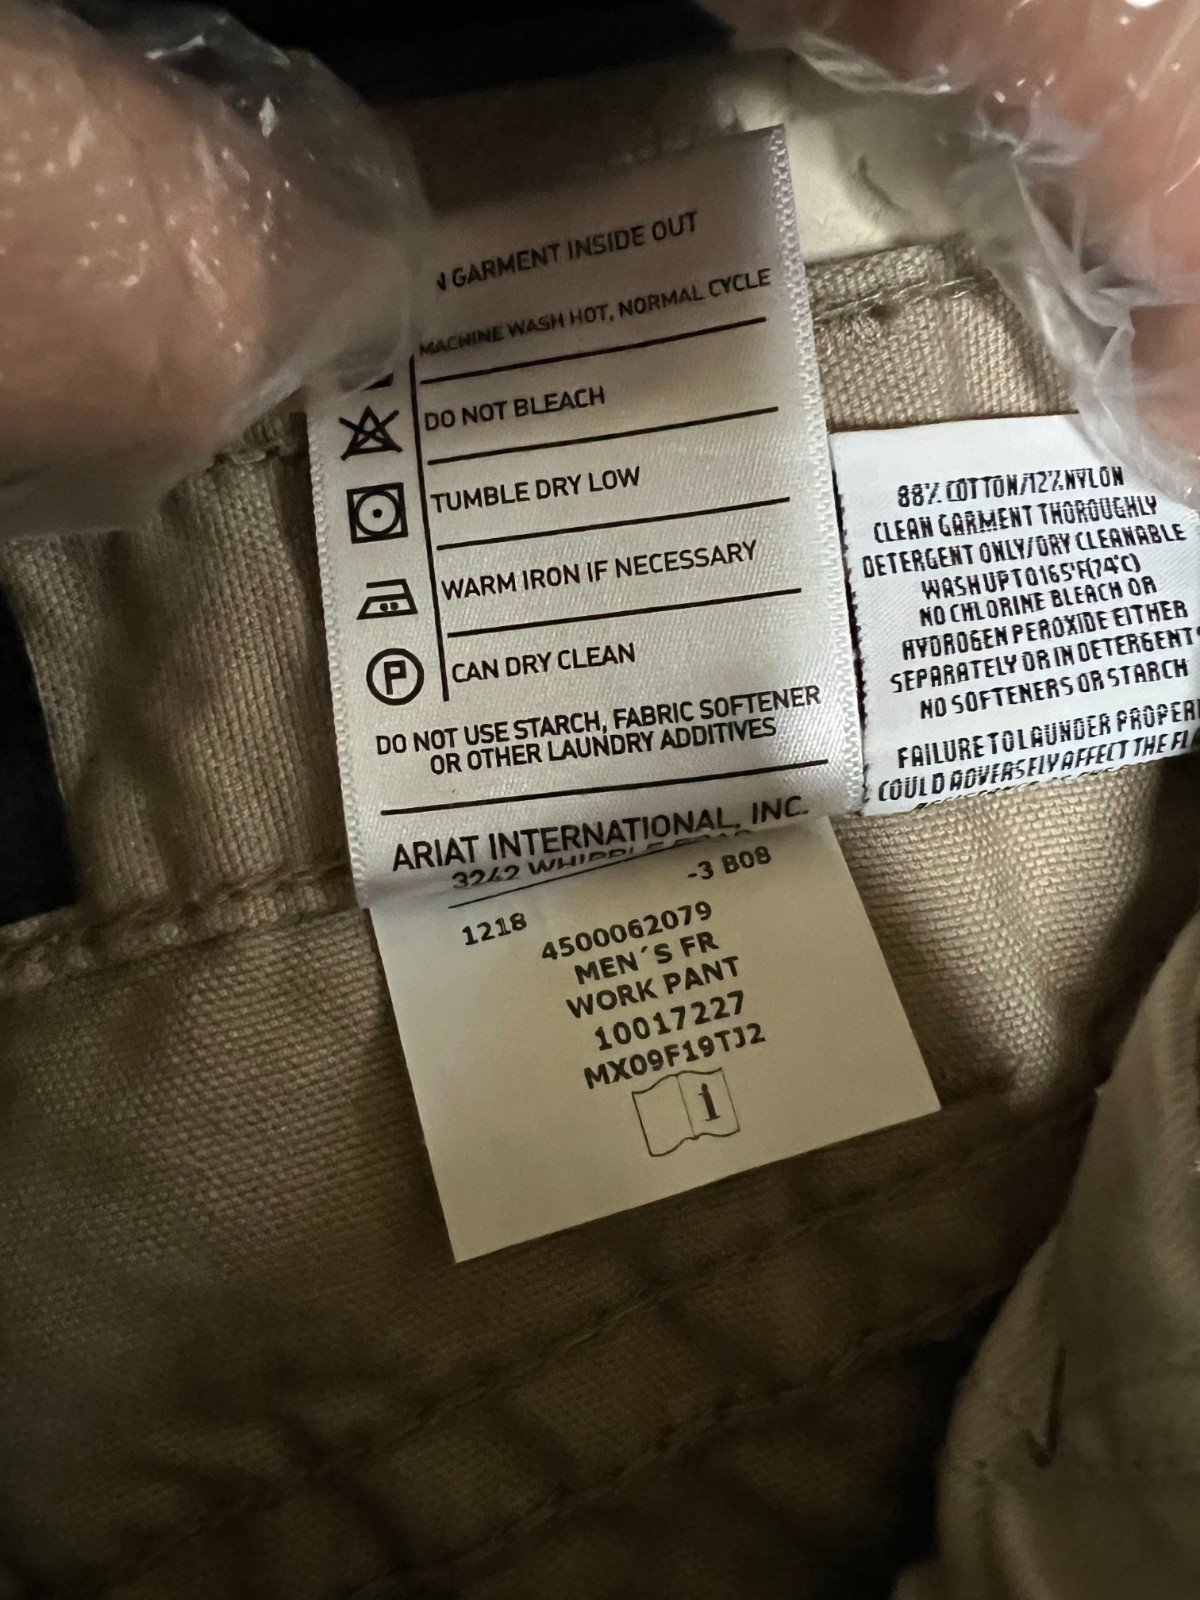 GARMENT INSIDE OUT
MACHINE WASH HOT, NORMAL CYCLE
DO NOT BLEACH
TUMBLE DRY LOW
WARM IRON IF NECESSARY
P
CAN DRY CLEAN
DO NOT USE STARCH, FABRIC SOFTENER
OR OTHER LAUNDRY ADDITIVES
ARIAT INTERNATIONAL, INC.
3242 WHIPPLE ROAD
-3 B08
1218
4500062079
MEN´S FR
WORK PANT
10017227
MX09F19TJ2
i
88% COTTON/12% NYLON
CLEAN GARMENT THOROUGHLY
DETERGENT ONLY/DRY CLEANABLE
WASH UP TO 165°F(74°C)
NO CHLORINE BLEACH OR
HYDROGEN PEROXIDE EITHER
SEPARATELY OR IN DETERGENTS
NO SOFTENERS OR STARCH
FAILURE TO LAUNDER
COULD ADVERSELY AFFECT THE